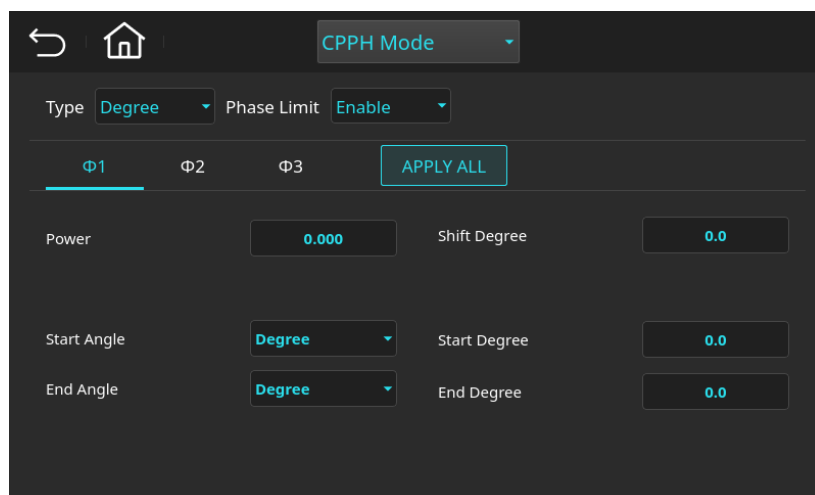 CPPH Mode
Type Degree Phase Limit Enable
Φ1 Φ2 Φ3 APPLY ALL
Power 0.000 Shift Degree 0.0
Start Angle Degree Start Degree 0.0
End Angle Degree End Degree 0.0